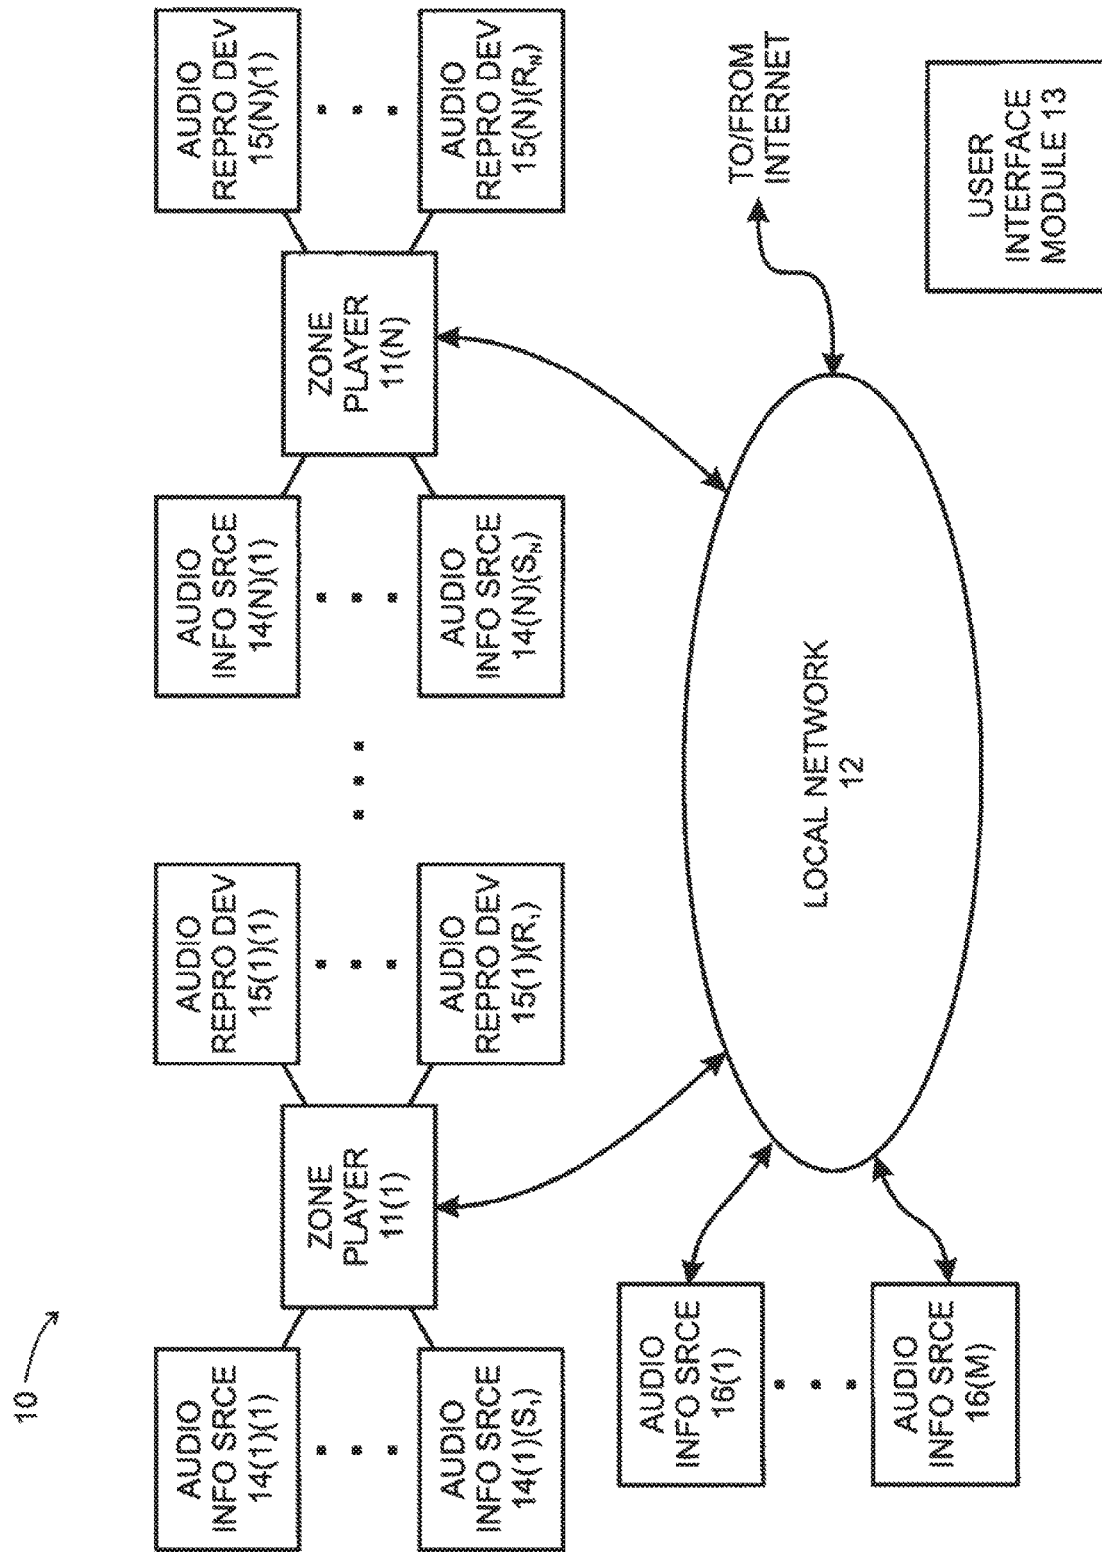 10
AUDIO
INFO SRCE
14(1)(1)
AUDIO
INFO SRCE
14(1)(S₁)
ZONE
PLAYER
11(1)
AUDIO
REPRO DEV
15(1)(1)
AUDIO
REPRO DEV
15(1)(R₁)
AUDIO
INFO SRCE
14(N)(1)
AUDIO
INFO SRCE
14(N)(S_N)
ZONE
PLAYER
11(N)
AUDIO
REPRO DEV
15(N)(1)
AUDIO
REPRO DEV
15(N)(R_N)
AUDIO
INFO SRCE
16(1)
AUDIO
INFO SRCE
16(M)
LOCAL NETWORK
12
TO/FROM
INTERNET
USER
INTERFACE
MODULE 13